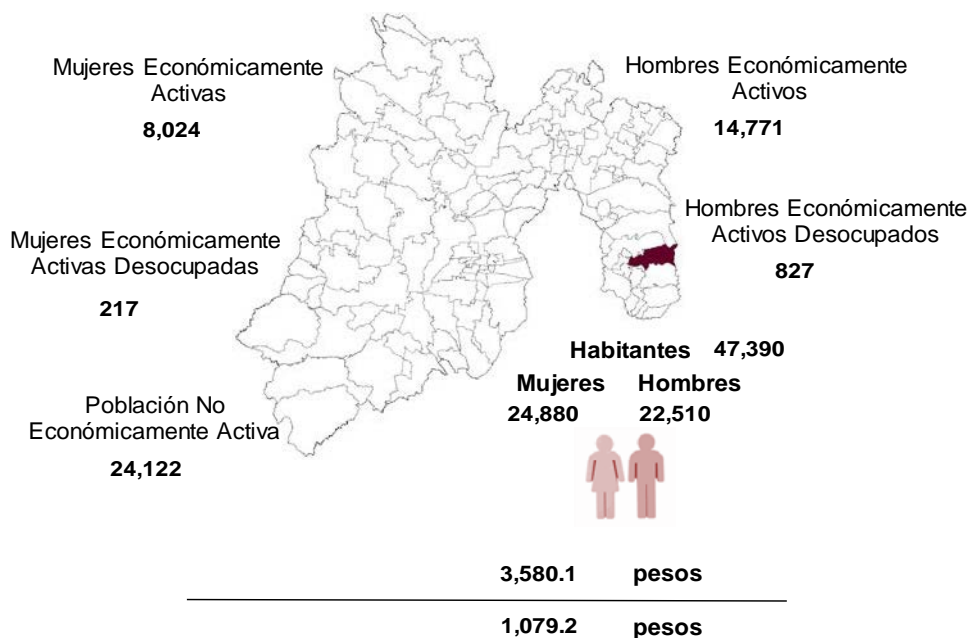 Mujeres Económicamente
Activas
8,024
Hombres Económicamente
Activos
14,771
Mujeres Económicamente
Activas Desocupadas
217
Hombres Económicamente
Activos Desocupados
827
Población No
Económicamente Activa
24,122
Habitantes 47,390
Mujeres Hombres
24,880 22,510
3,580.1 pesos
1,079.2 pesos